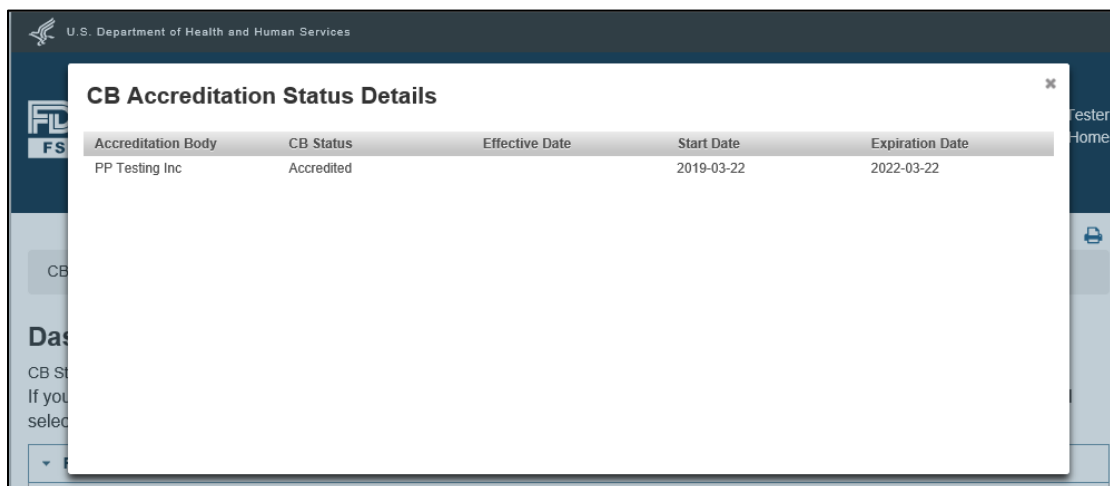 U.S. Department of Health and Human Services
CB Accreditation Status Details
Tester
Home
FS
Accreditation Body CB Status Effective Date Start Date Expiration Date
PP Testing Inc Accredited 2019-03-22 2022-03-22
CB
CB St
If you
selec